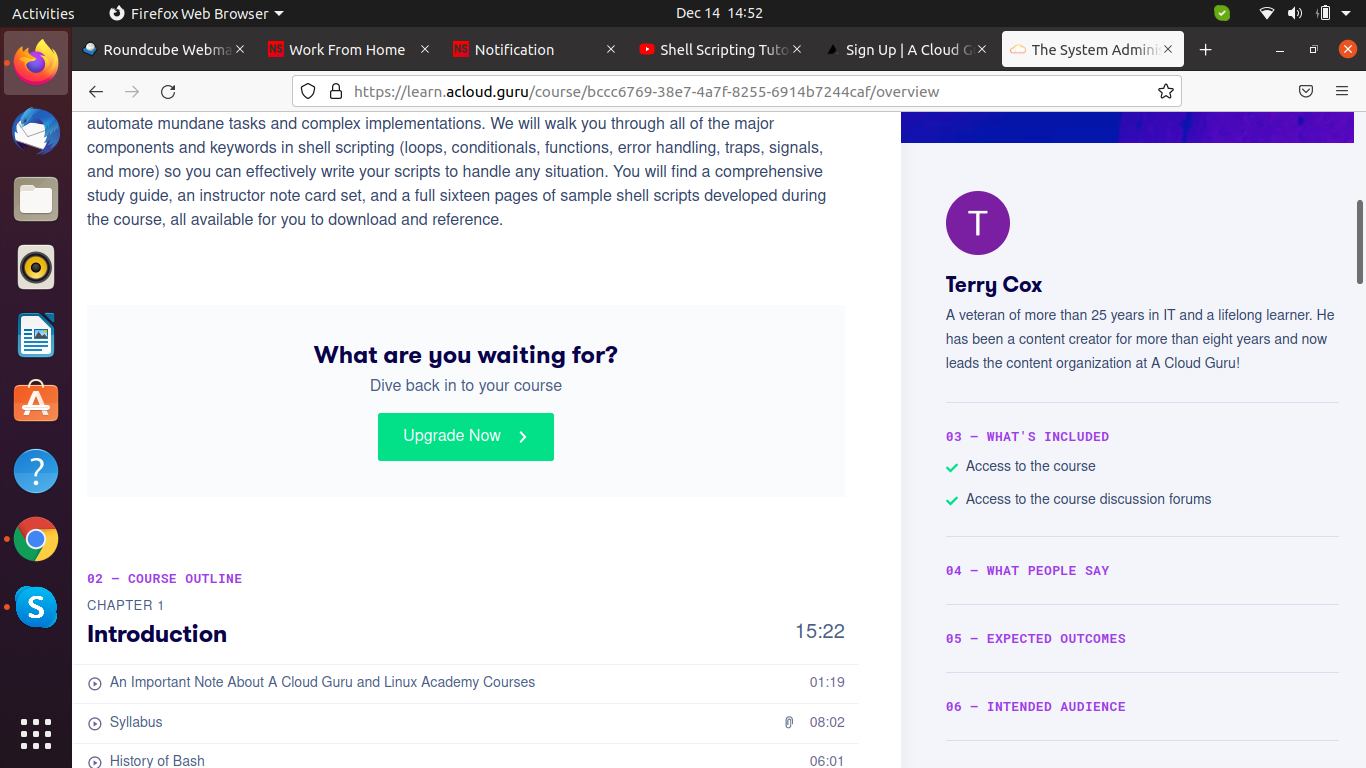 Activities
Firefox Web Browser
Dec 14 14:52
Roundcube Webma
NS
Work From Home
NS
Notification
Shell Scripting Tuto
Sign Up | A Cloud G
The System Adminis
https://learn.acloud.guru/course/bccc6769-38e7-4a7f-8255-6914b7244caf/overview
automate mundane tasks and complex implementations. We will walk you through all of the major
components and keywords in shell scripting (loops, conditionals, functions, error handling, traps, signals,
and more) so you can effectively write your scripts to handle any situation. You will find a comprehensive
study guide, an instructor note card set, and a full sixteen pages of sample shell scripts developed during
the course, all available for you to download and reference.
What are you waiting for?
Dive back in to your course
Upgrade Now
02 — COURSE OUTLINE
CHAPTER 1
Introduction
15:22
An Important Note About A Cloud Guru and Linux Academy Courses
01:19
Syllabus
08:02
History of Bash
06:01
T
Terry Cox
A veteran of more than 25 years in IT and a lifelong learner. He
has been a content creator for more than eight years and now
leads the content organization at A Cloud Guru!
03 — WHAT'S INCLUDED
Access to the course
Access to the course discussion forums
04 — WHAT PEOPLE SAY
05 — EXPECTED OUTCOMES
06 — INTENDED AUDIENCE